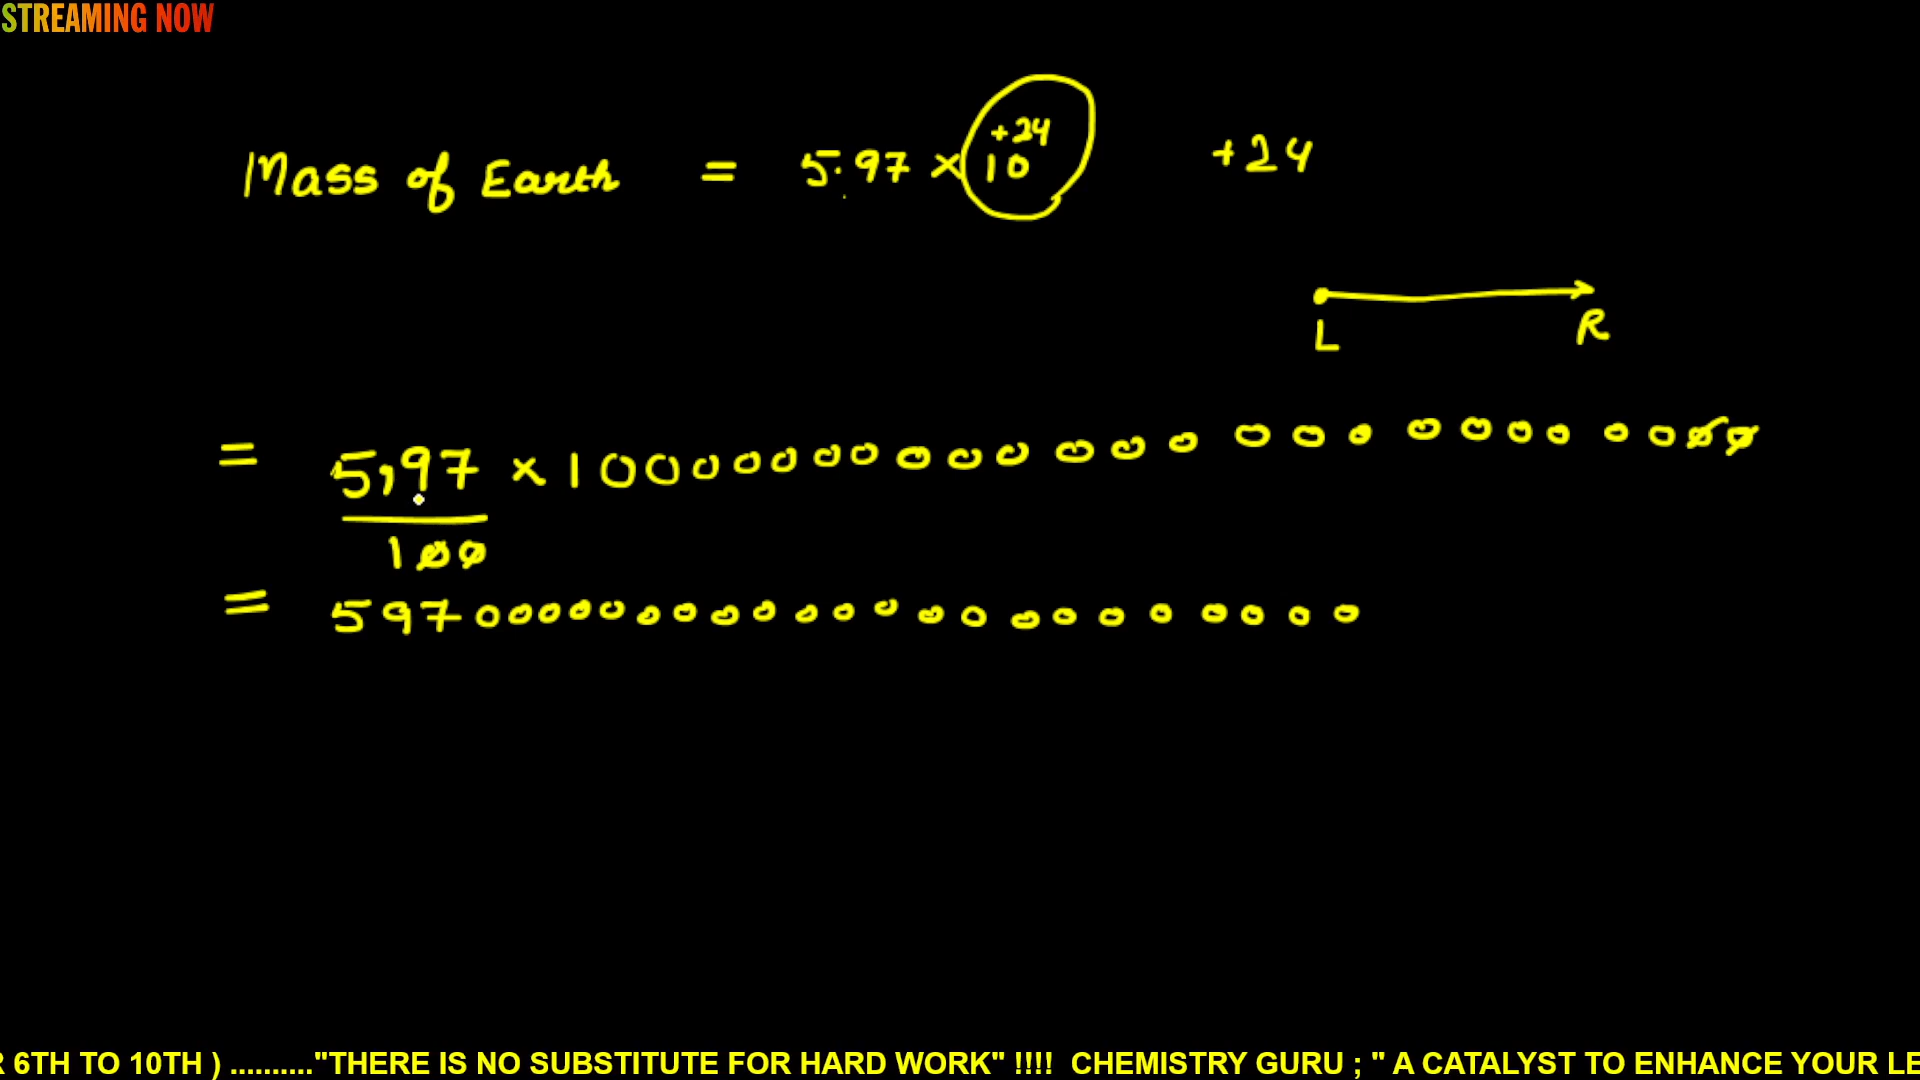 STREAMING NOW
Mass of Earth = 5.97 × 10^+24 +24
L R
= 5,97 × 1000000000000000000000000
100
= 5970000000000000000000000
R 6TH TO 10TH ) .........."THERE IS NO SUBSTITUTE FOR HARD WORK" !!!! CHEMISTRY GURU ; " A CATALYST TO ENHANCE YOUR LE